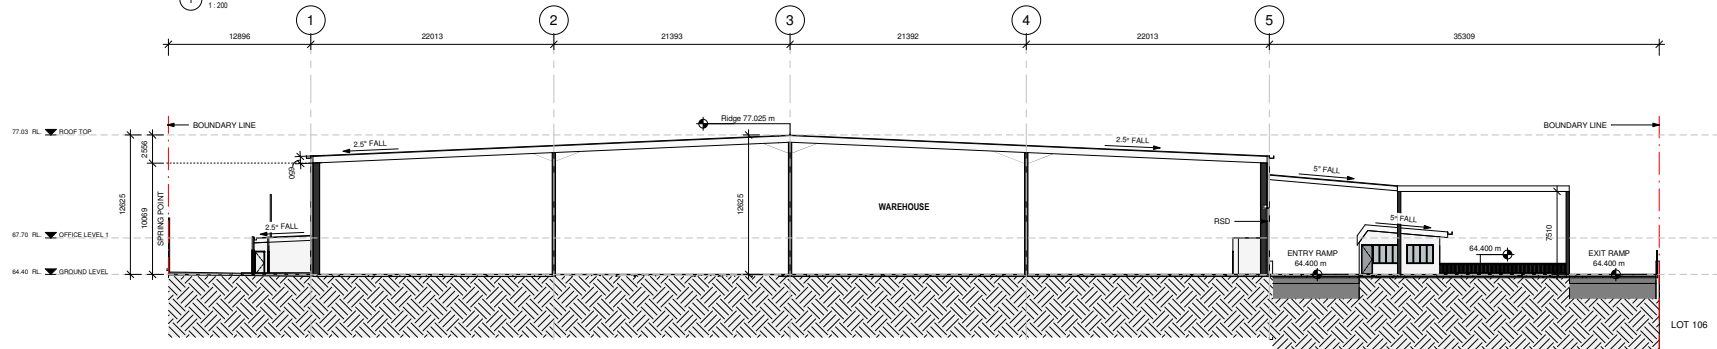 1 : 200
1
2
3
4
5
12896
22013
21393
21392
22013
35309
BOUNDARY LINE
Ridge 77.025 m
BOUNDARY LINE
77.03 RL.
ROOF TOP
2.5° FALL
2.5° FALL
2556
660
5° FALL
12625
10069
SPRING POINT
12625
WAREHOUSE
RSD
5° FALL
7510
2.5° FALL
67.70 RL.
OFFICE LEVEL 1
ENTRY RAMP
64.400 m
64.400 m
EXIT RAMP
64.400 m
64.40 RL.
GROUND LEVEL
LOT 106